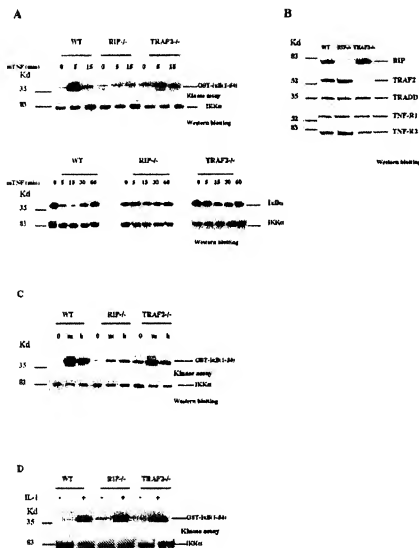 A
WT RIP-/- TRAF2-/-
mTNF (min) 0 5 15 0 5 15 0 5 15
Kd
35
GST-IκB(1-54)
Kinase assay
83
IKKα
Western blotting
B
Kd
WT RIP-/- TRAF2-/-
83
RIP
52
TRAF2
35
TRADD
52
TNF-R1
83
TNF-R2
Western blotting
WT RIP-/- TRAF2-/-
mTNF (min) 0 5 15 30 60 0 5 15 30 60 0 5 15 30 60
Kd
35
IκBα
83
IKKα
Western blotting
C
WT RIP-/- TRAF2-/-
0 m h 0 m h 0 m h
Kd
35
GST-IκB(1-54)
Kinase assay
83
IKKα
Western blotting
D
WT RIP-/- TRAF2-/-
IL-1 - + - + - +
Kd
35
GST-IκB(1-54)
Kinase assay
83
IKKα
Western blotting